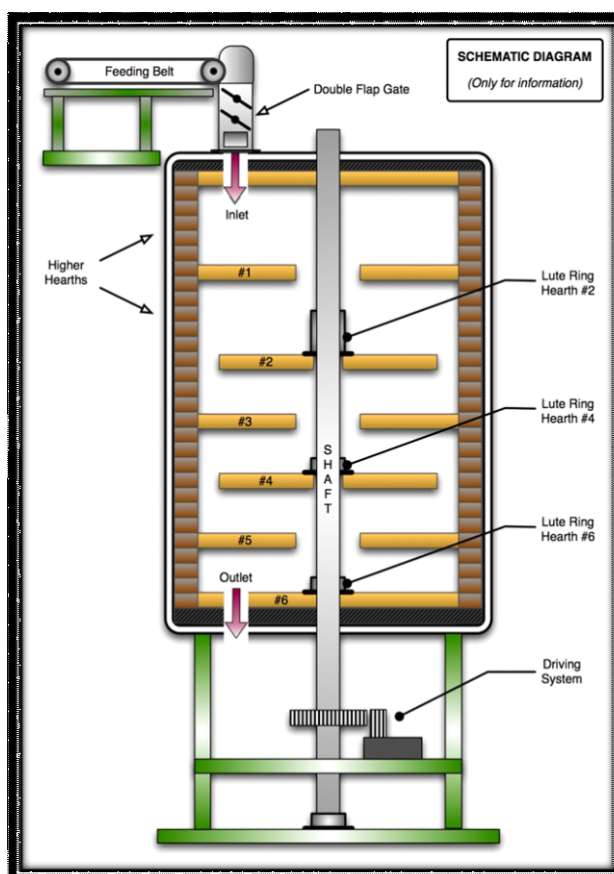 Feeding Belt
SCHEMATIC DIAGRAM
(Only for information)
Double Flap Gate
Inlet
Higher
Hearths
#1
Lute Ring
Hearth #2
#2
#3
Lute Ring
Hearth #4
SHAFT
#4
#5
Lute Ring
Hearth #6
Outlet
#6
Driving
System